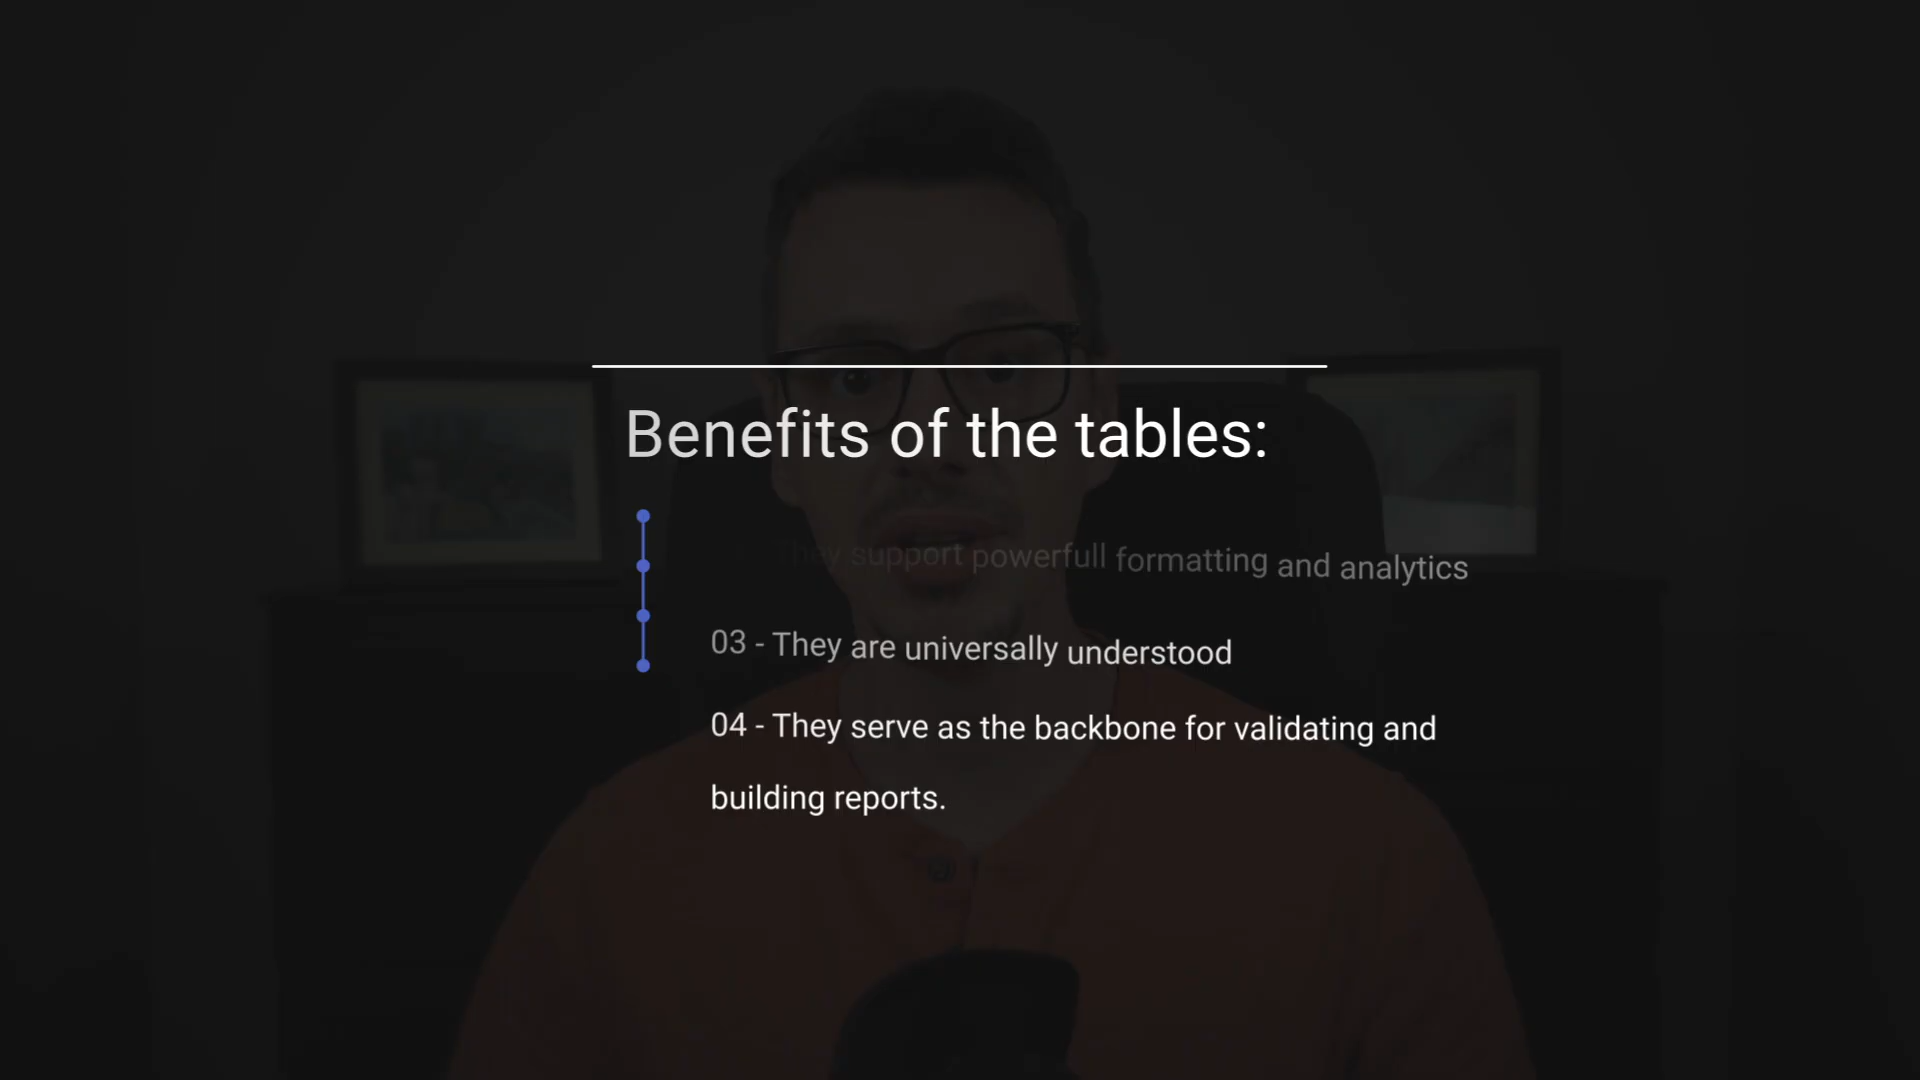 Benefits of the tables:
They support powerfull formatting and analytics
03 - They are universally understood
04 - They serve as the backbone for validating and
building reports.